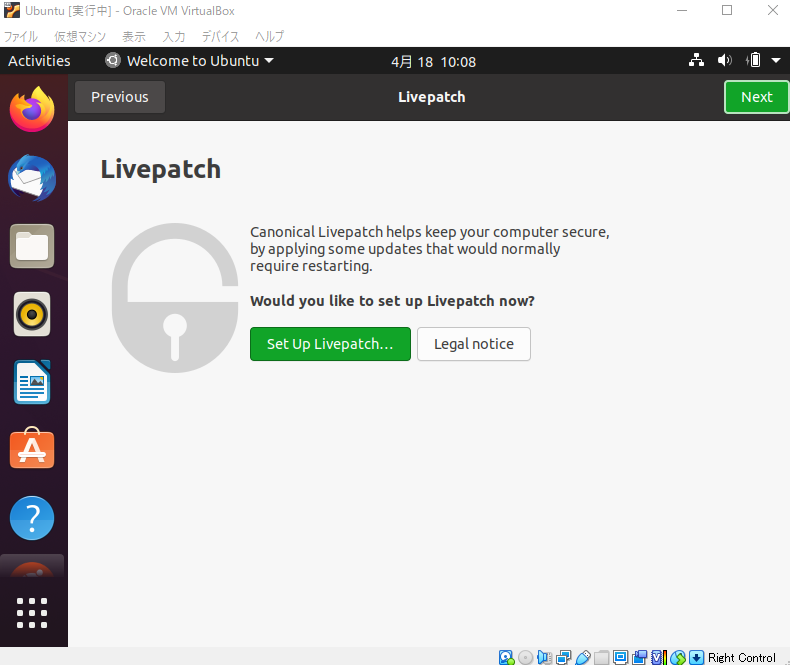 Ubuntu [実行中] - Oracle VM VirtualBox
ファイル 仮想マシン 表示 入力 デバイス ヘルプ
Activities Welcome to Ubuntu 4月 18 10:08
Previous Livepatch Next
Livepatch
Canonical Livepatch helps keep your computer secure,
by applying some updates that would normally
require restarting.
Would you like to set up Livepatch now?
Set Up Livepatch… Legal notice
Right Control